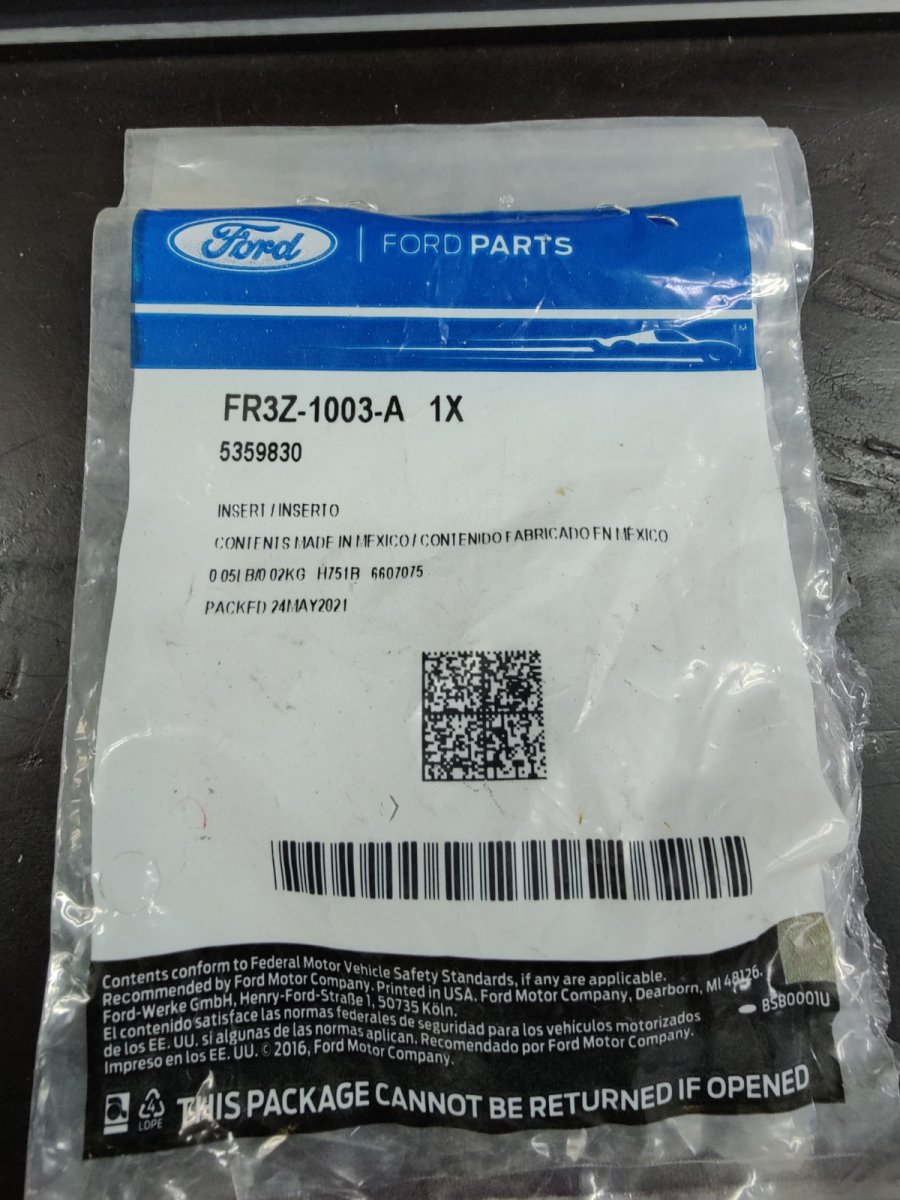 Ford | FORD PARTS
TM
FR3Z-1003-A 1X
5359830
INSERT / INSERTO
CONTENTS MADE IN MEXICO / CONTENIDO FABRICADO EN MÉXICO
0.05LB/0.02KG H751B 6607075
PACKED 24MAY2021
Contents conform to Federal Motor Vehicle Safety Standards, if any are applicable.
Recommended by Ford Motor Company. Printed in USA. Ford Motor Company, Dearborn, MI 48126.
Ford-Werke GmbH, Henry-Ford-Straße 1, 50735 Köln.
El contenido satisface las normas federales de seguridad para los vehículos motorizados
de los EE. UU. si algunas de las normas aplican. Recomendado por Ford Motor Company.
Impreso en los EE. UU. © 2016, Ford Motor Company.
BSB0001U
4
LDPE
THIS PACKAGE CANNOT BE RETURNED IF OPENED